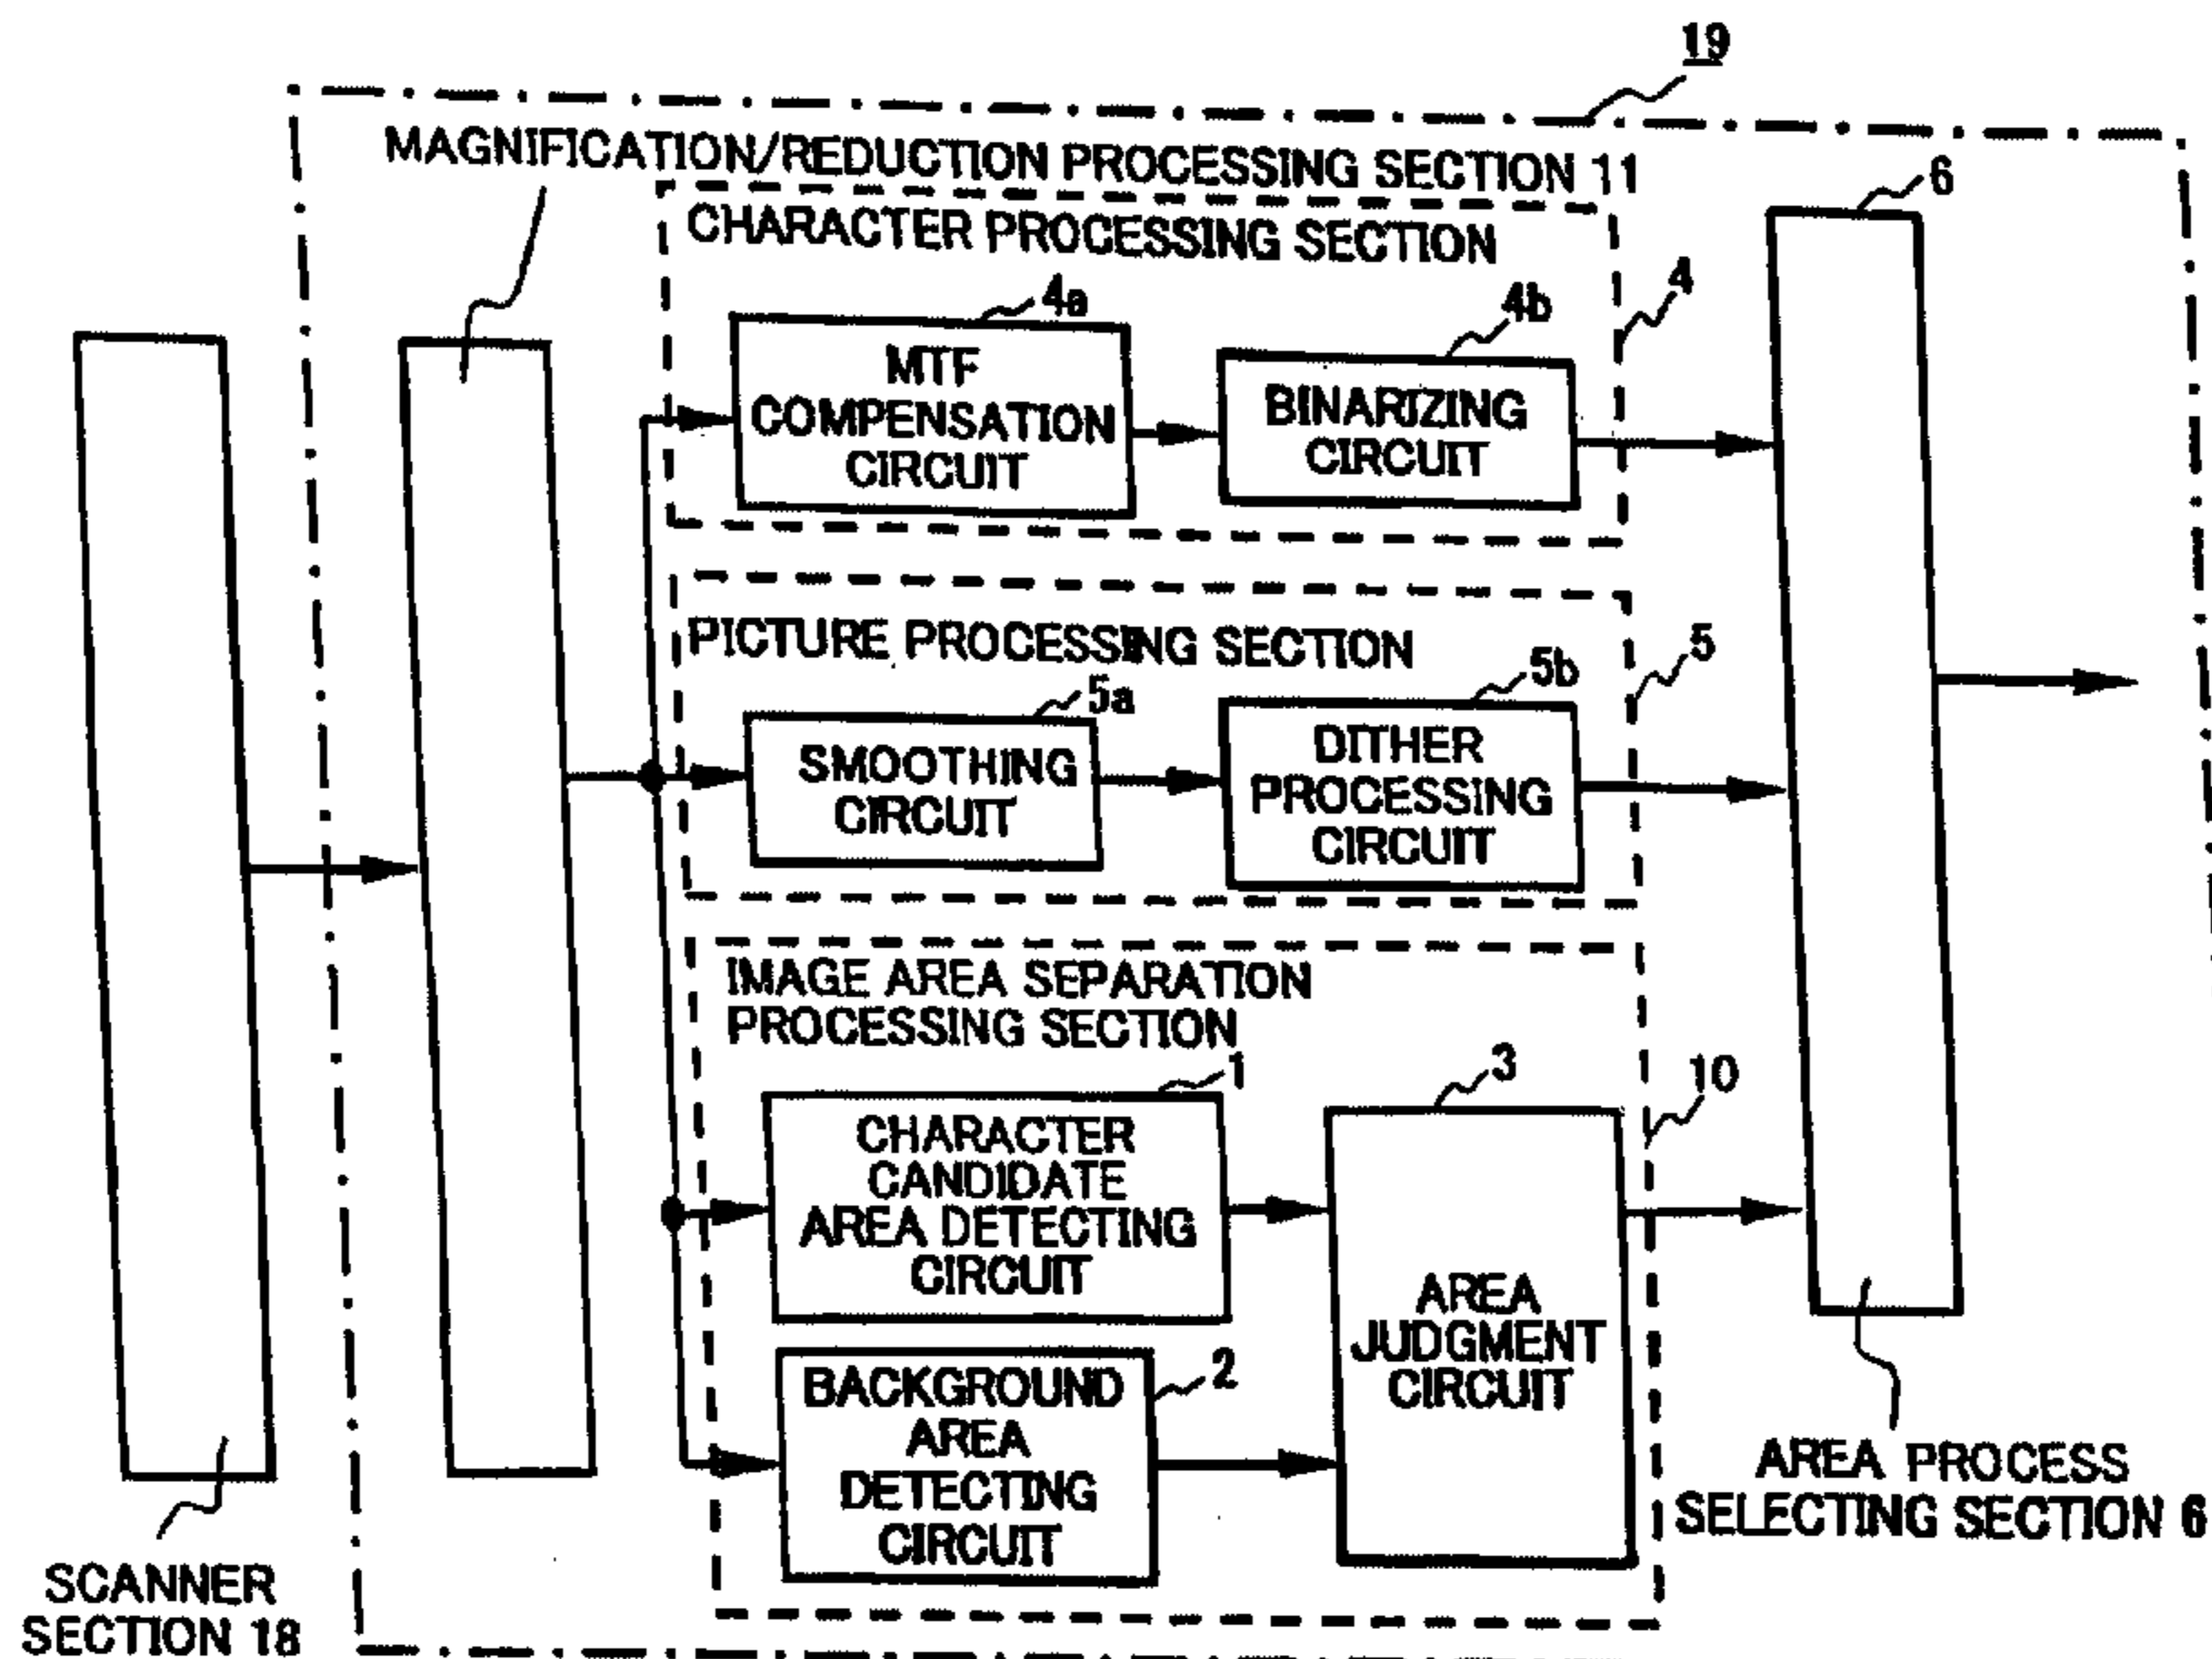 19
MAGNIFICATION/REDUCTION PROCESSING SECTION 11
CHARACTER PROCESSING SECTION
6
4
4a
4b
MTF
COMPENSATION
CIRCUIT
BINARIZING
CIRCUIT
PICTURE PROCESSING SECTION
5
5a
5b
SMOOTHING
CIRCUIT
DITHER
PROCESSING
CIRCUIT
IMAGE AREA SEPARATION
PROCESSING SECTION
1
3
10
CHARACTER
CANDIDATE
AREA DETECTING
CIRCUIT
AREA
JUDGMENT
CIRCUIT
2
BACKGROUND
AREA
DETECTING
CIRCUIT
AREA PROCESS
SELECTING SECTION 6
SCANNER
SECTION 18